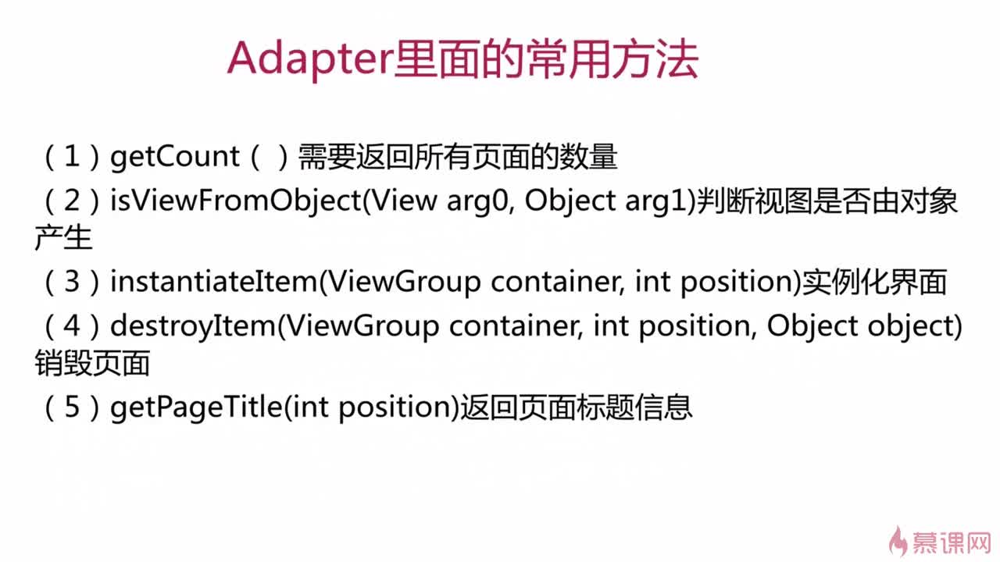 Adapter里面的常用方法
（1）getCount（ ）需要返回所有页面的数量
（2）isViewFromObject(View arg0, Object arg1)判断视图是否由对象
产生
（3）instantiateItem(ViewGroup container, int position)实例化界面
（4）destroyItem(ViewGroup container, int position, Object object)
销毁页面
（5）getPageTitle(int position)返回页面标题信息
慕课网